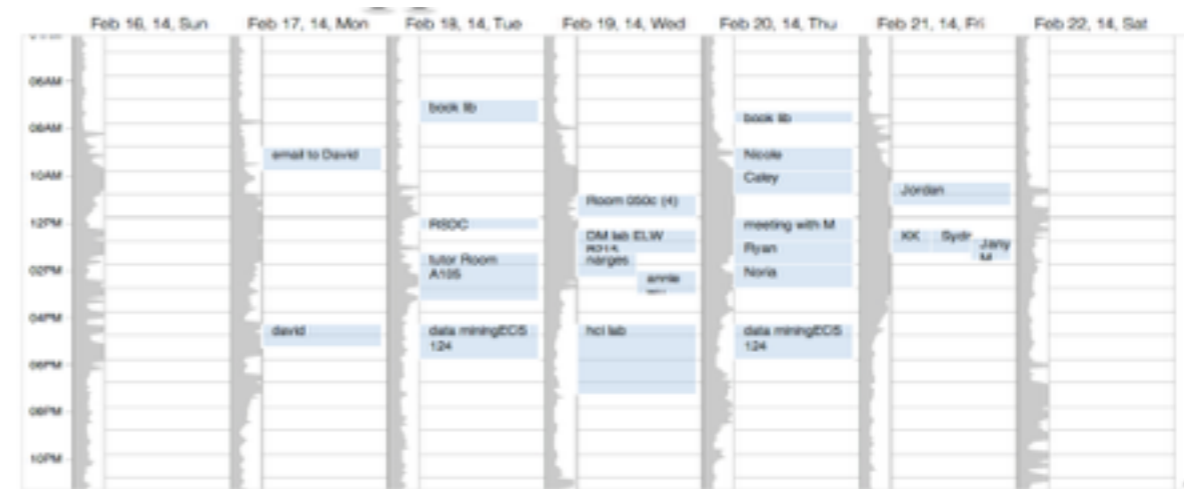 Feb 16, 14, Sun
Feb 17, 14, Mon
Feb 18, 14, Tue
Feb 19, 14, Wed
Feb 20, 14, Thu
Feb 21, 14, Fri
Feb 22, 14, Sat
06AM
08AM
10AM
12PM
02PM
04PM
06PM
08PM
10PM
email to David
david
book lib
RSDC
tutor Room
A105
data miningECS
124
Room 050c (4)
DM lab ELW
narges
annie
hci lab
book lib
Nicole
Caley
meeting with M
Ryan
Noria
data miningECS
124
Jordan
KK
Sydr
Jany
M